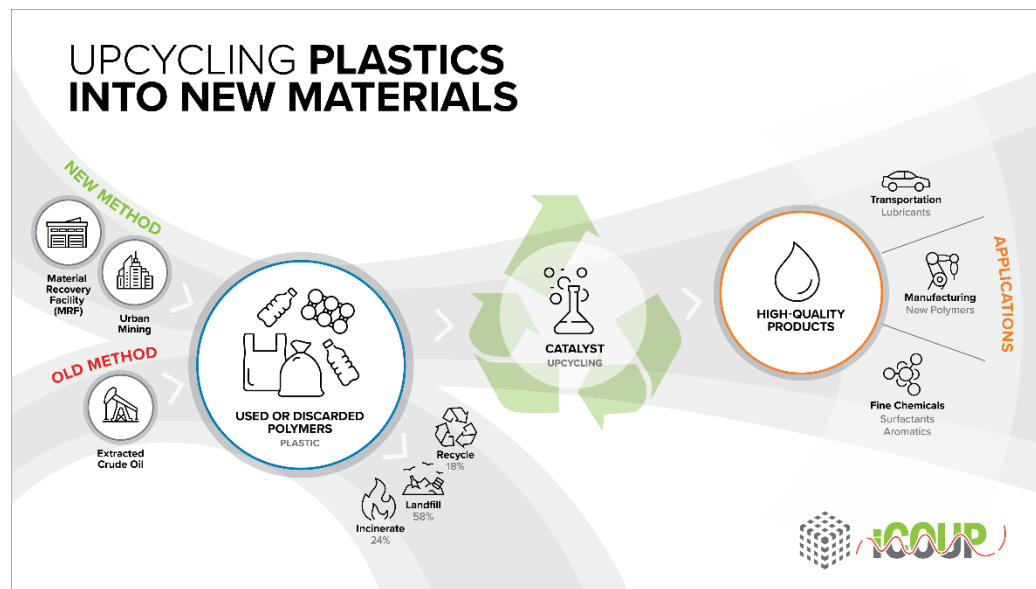 UPCYCLING PLASTICS
INTO NEW MATERIALS
NEW METHOD
Material
Recovery
Facility
(MRF)
Urban
Mining
OLD METHOD
Extracted
Crude Oil
USED OR DISCARDED
POLYMERS
PLASTIC
Recycle
18%
Landfill
58%
Incinerate
24%
CATALYST
UPCYCLING
HIGH-QUALITY
PRODUCTS
Transportation
Lubricants
Manufacturing
New Polymers
Fine Chemicals
Surfactants
Aromatics
APPLICATIONS
iCOUP